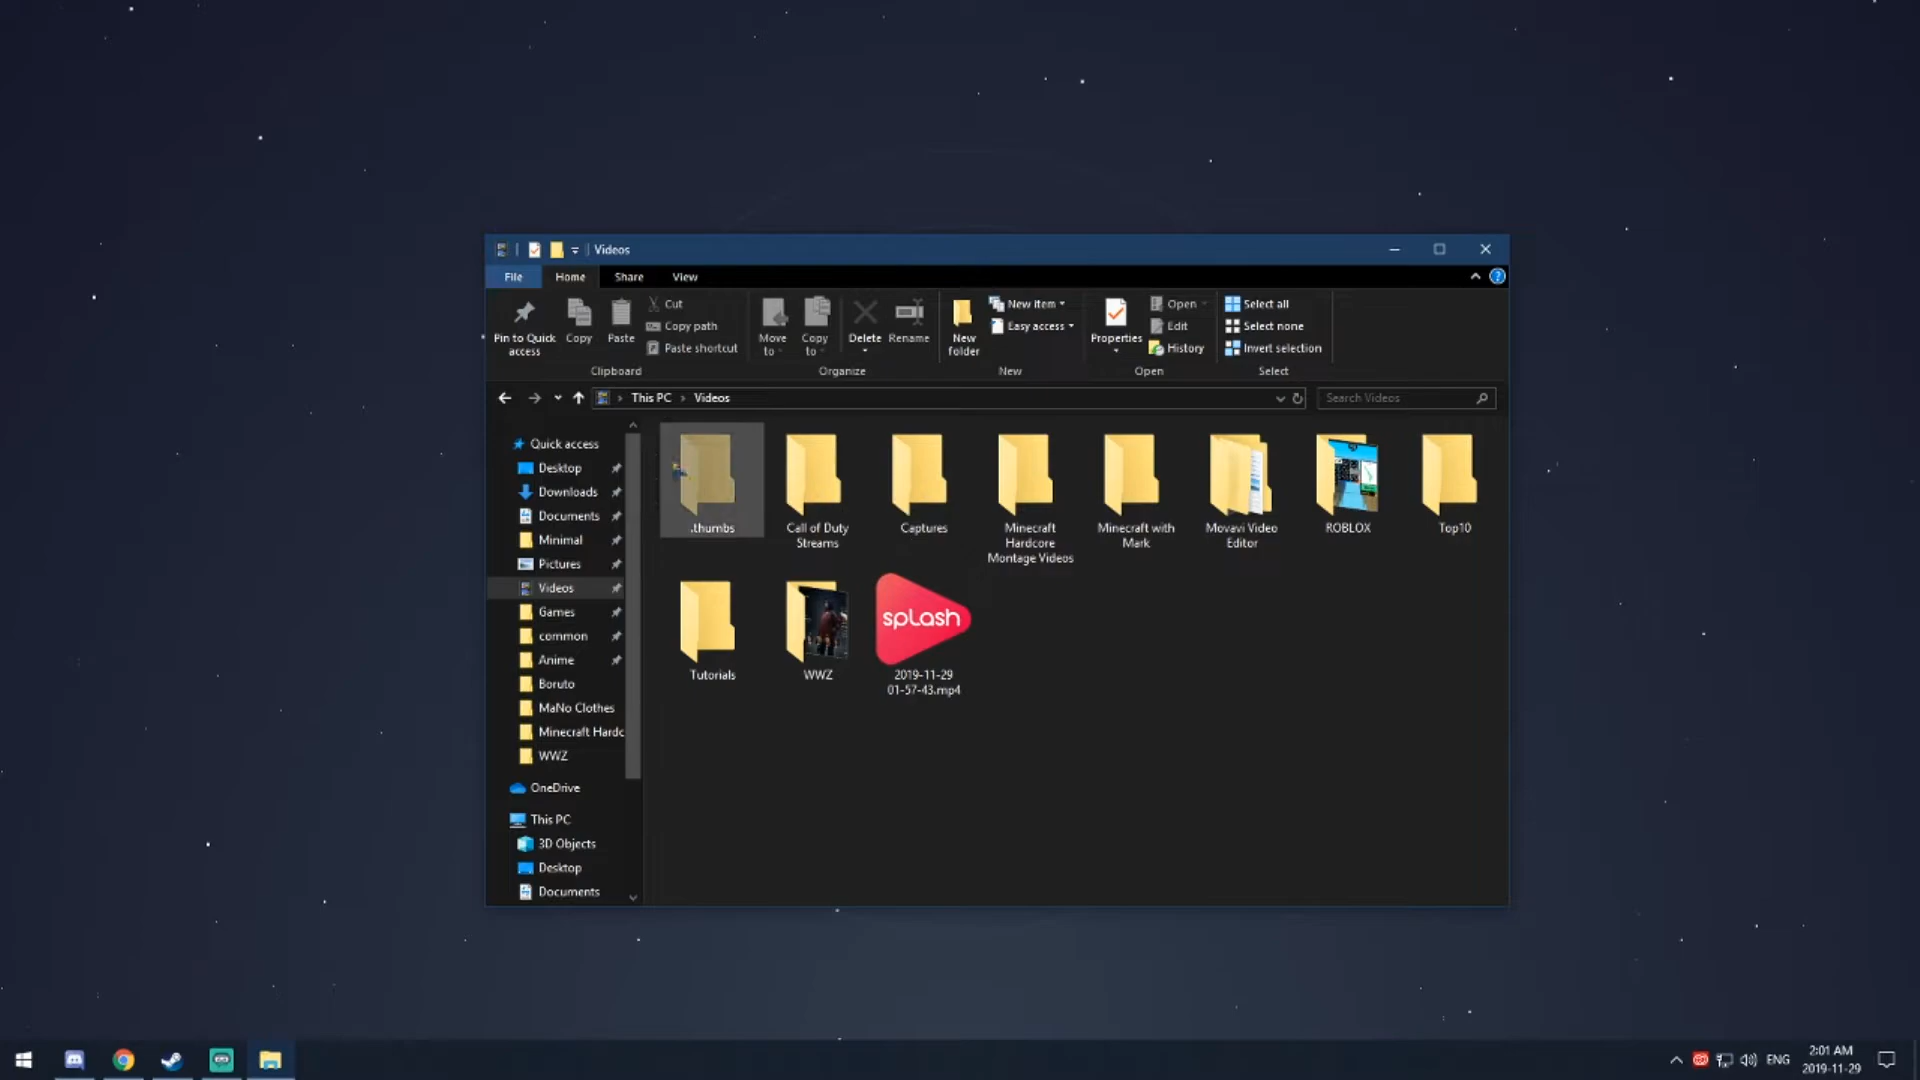 Videos
File
Home
Share
View
Pin to Quick
access
Copy
Paste
Cut
Copy path
Paste shortcut
Clipboard
Move
to
Copy
to
Delete
Rename
Organize
New
folder
New item
Easy access
New
Properties
Open
Edit
History
Open
Select all
Select none
Invert selection
Select
This PC > Videos
Search Videos
Quick access
Desktop
Downloads
Documents
Minimal
Pictures
Videos
Games
common
Anime
Boruto
MaNo Clothes
Minecraft Hardc
WWZ
OneDrive
This PC
3D Objects
Desktop
Documents
.thumbs
Call of Duty
Streams
Captures
Minecraft
Hardcore
Montage Videos
Minecraft with
Mark
Movavi Video
Editor
ROBLOX
Top10
Tutorials
WWZ
splash
2019-11-29
01-57-43.mp4
ENG
2:01 AM
2019-11-29